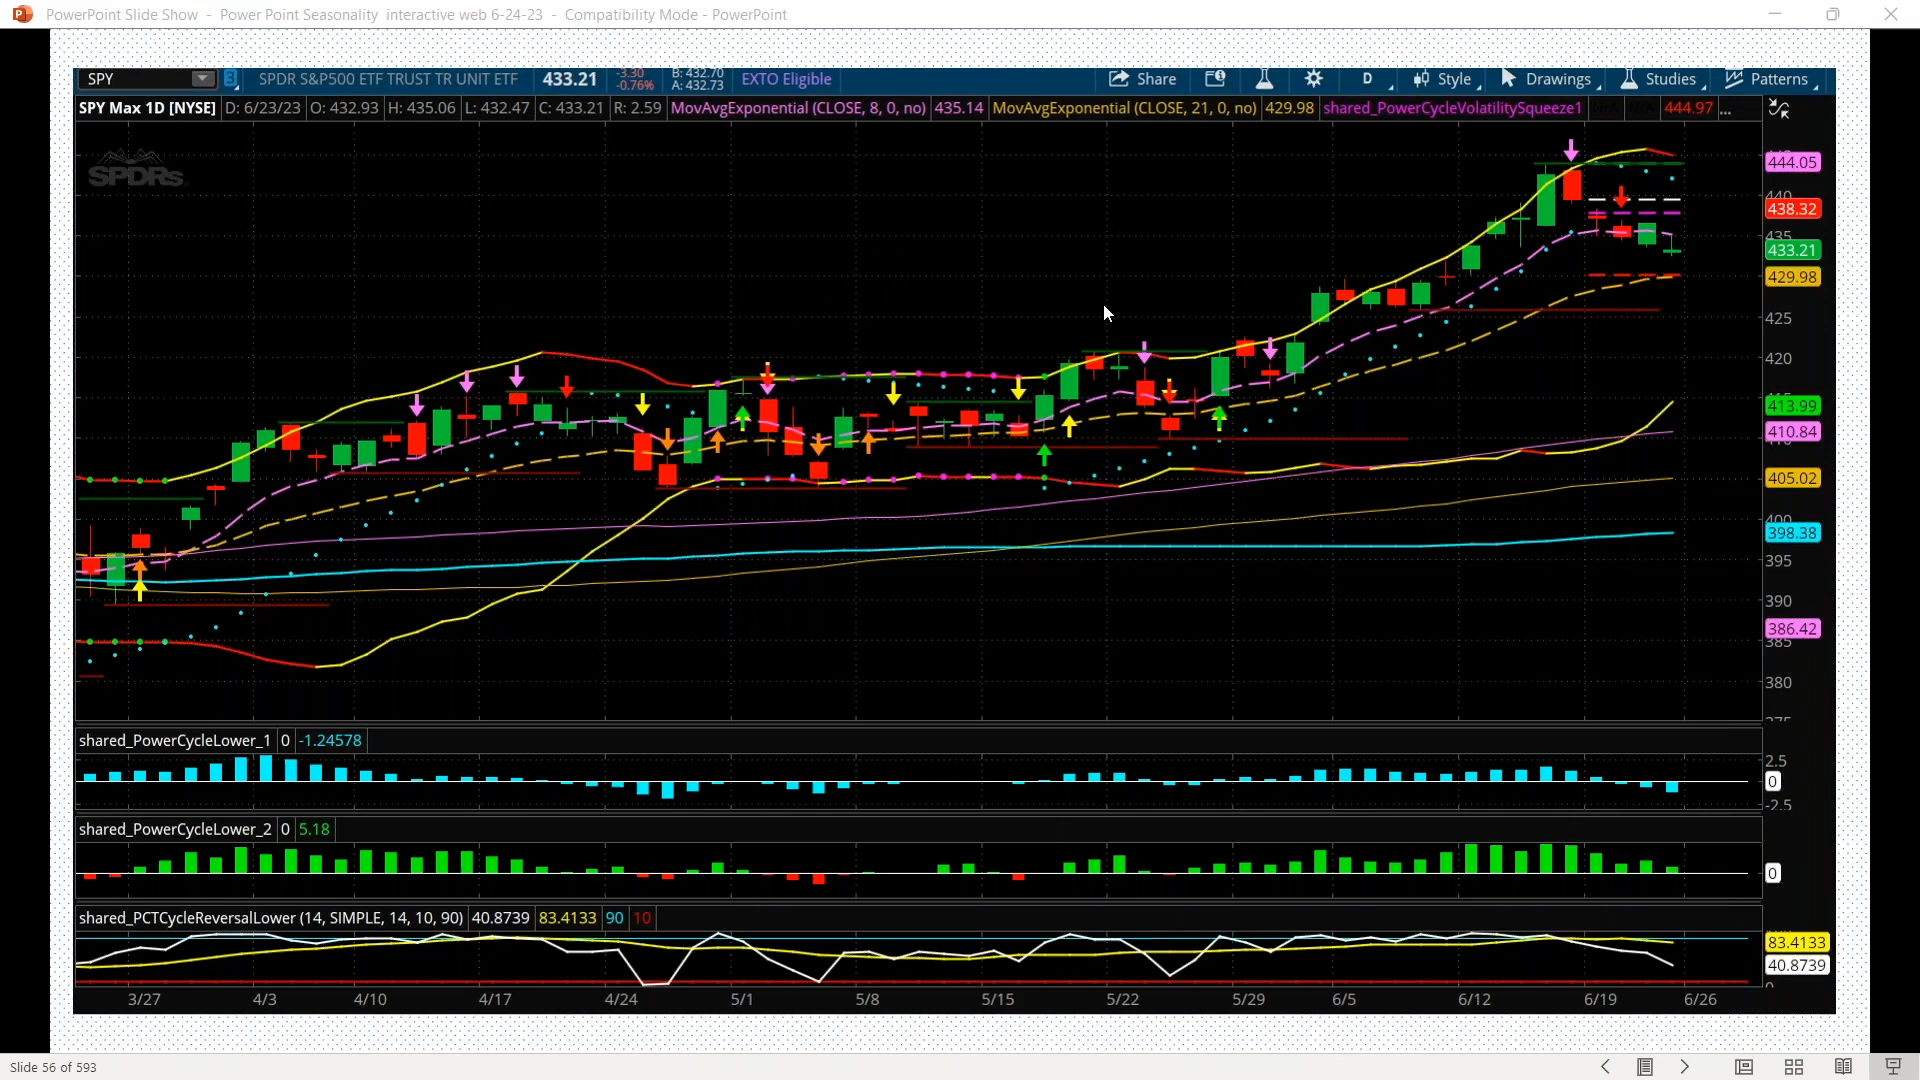 PowerPoint Slide Show - Power Point Seasonality interactive web 6-24-23 - Compatibility Mode - PowerPoint
SPY 3 SPDR S&P500 ETF TRUST TR UNIT ETF 433.21 -3.30 -0.76% B: 432.70 A: 432.73 EXTO Eligible Share D Style Drawings Studies Patterns
SPY Max 1D [NYSE] D: 6/23/23 O: 432.93 H: 435.06 L: 432.47 C: 433.21 R: 2.59 MovAvgExponential (CLOSE, 8, 0, no) 435.14 MovAvgExponential (CLOSE, 21, 0, no) 429.98 shared_PowerCycleVolatilitySqueeze1 444.97 ...
SPDRs
444.05
440
438.32
435
433.21
429.98
425
420
413.99
410.84
405.02
400
398.38
395
390
386.42
385
380
375
shared_PowerCycleLower_1 0 -1.24578
2.5
0
-2.5
shared_PowerCycleLower_2 0 5.18
0
shared_PCTCycleReversalLower (14, SIMPLE, 14, 10, 90) 40.8739 83.4133 90 10
83.4133
40.8739
0
3/27 4/3 4/10 4/17 4/24 5/1 5/8 5/15 5/22 5/29 6/5 6/12 6/19 6/26
Slide 56 of 593